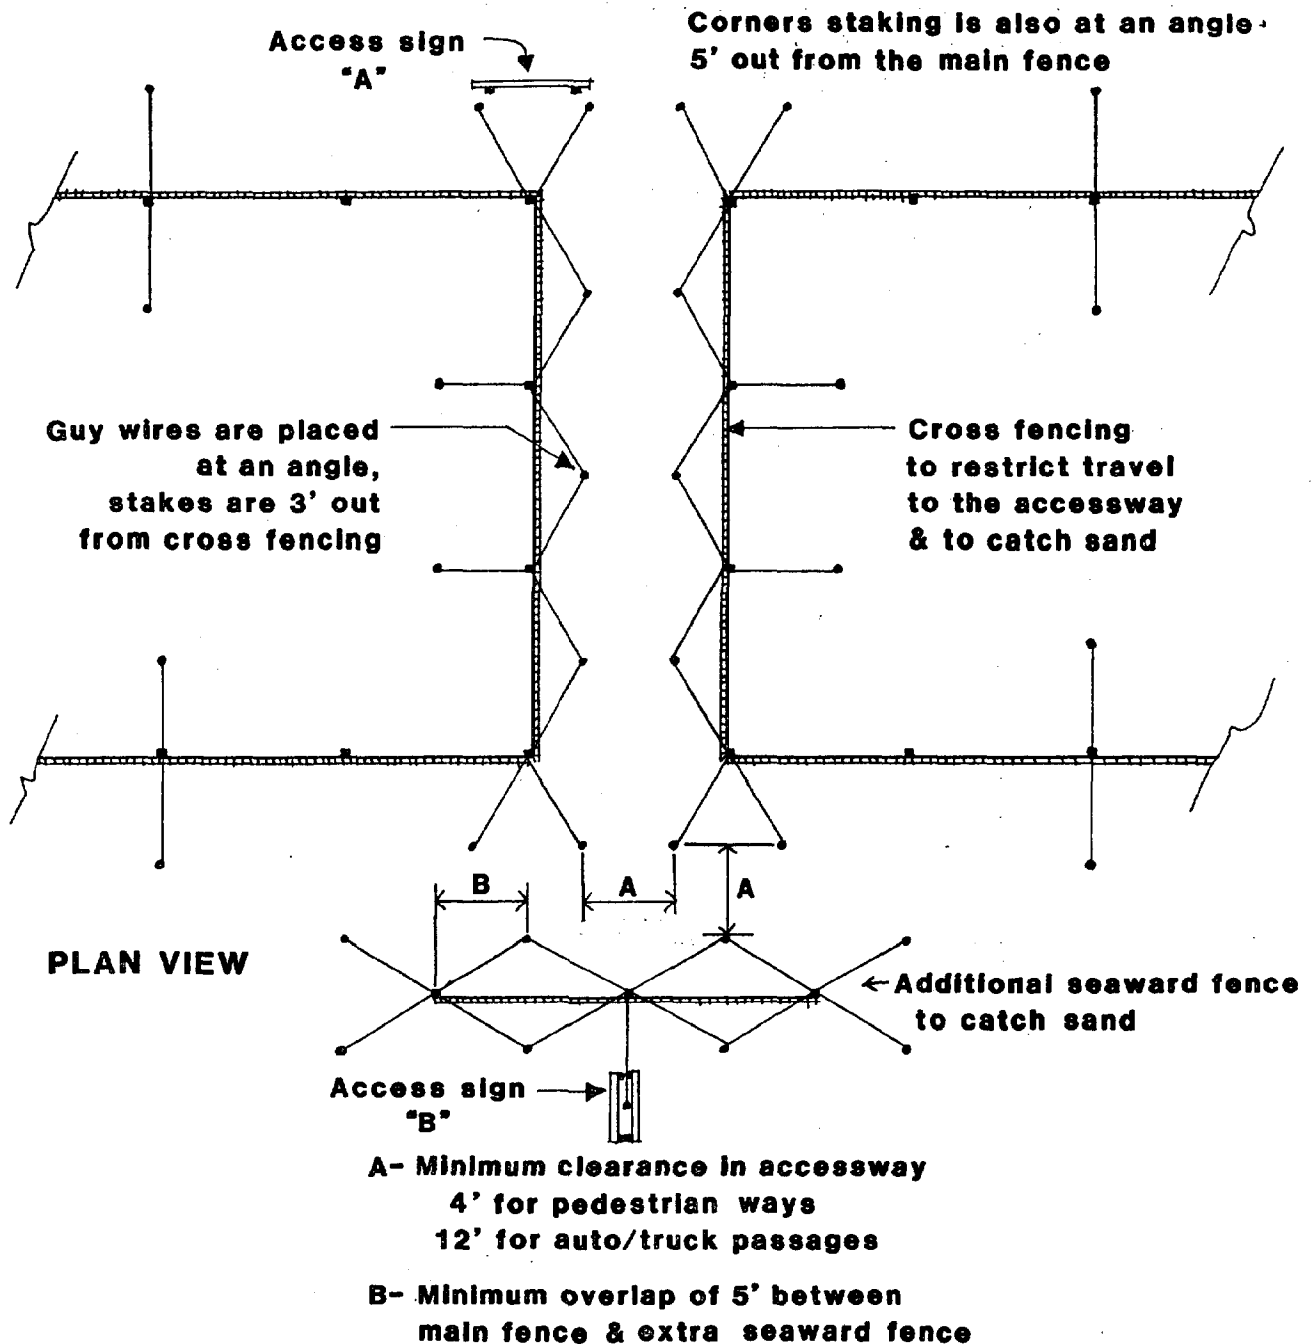 Access sign
"A"
Corners staking is also at an angle
5' out from the main fence
Guy wires are placed
at an angle,
stakes are 3' out
from cross fencing
Cross fencing
to restrict travel
to the accessway
& to catch sand
B
A
A
PLAN VIEW
Additional seaward fence
to catch sand
Access sign
"B"
A- Minimum clearance in accessway
4' for pedestrian ways
12' for auto/truck passages
B- Minimum overlap of 5' between
main fence & extra seaward fence